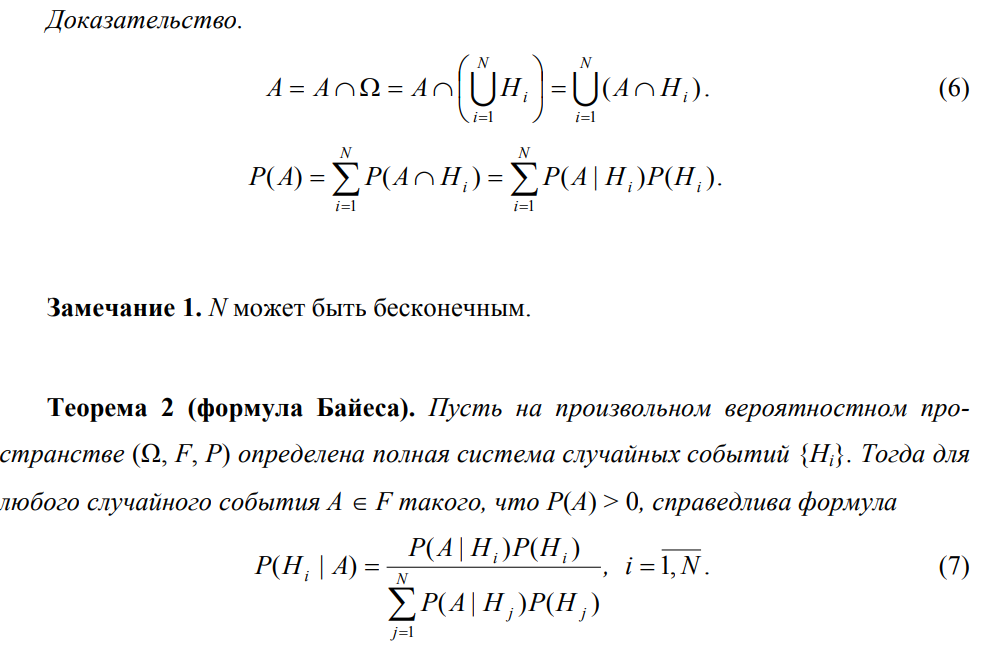 Доказательство.
A = A ∩ Ω = A ∩ (⋃_{i=1}^{N} H_i) = ⋃_{i=1}^{N} (A ∩ H_i). (6)
P(A) = ∑_{i=1}^{N} P(A ∩ H_i) = ∑_{i=1}^{N} P(A | H_i)P(H_i).
Замечание 1. N может быть бесконечным.
Теорема 2 (формула Байеса). Пусть на произвольном вероятностном про-
странстве (Ω, F, P) определена полная система случайных событий {H_i}. Тогда для
любого случайного события A ∈ F такого, что P(A) > 0, справедлива формула
P(H_i | A) = \frac{P(A | H_i)P(H_i)}{∑_{j=1}^{N} P(A | H_j)P(H_j)}, i = \overline{1, N}. (7)